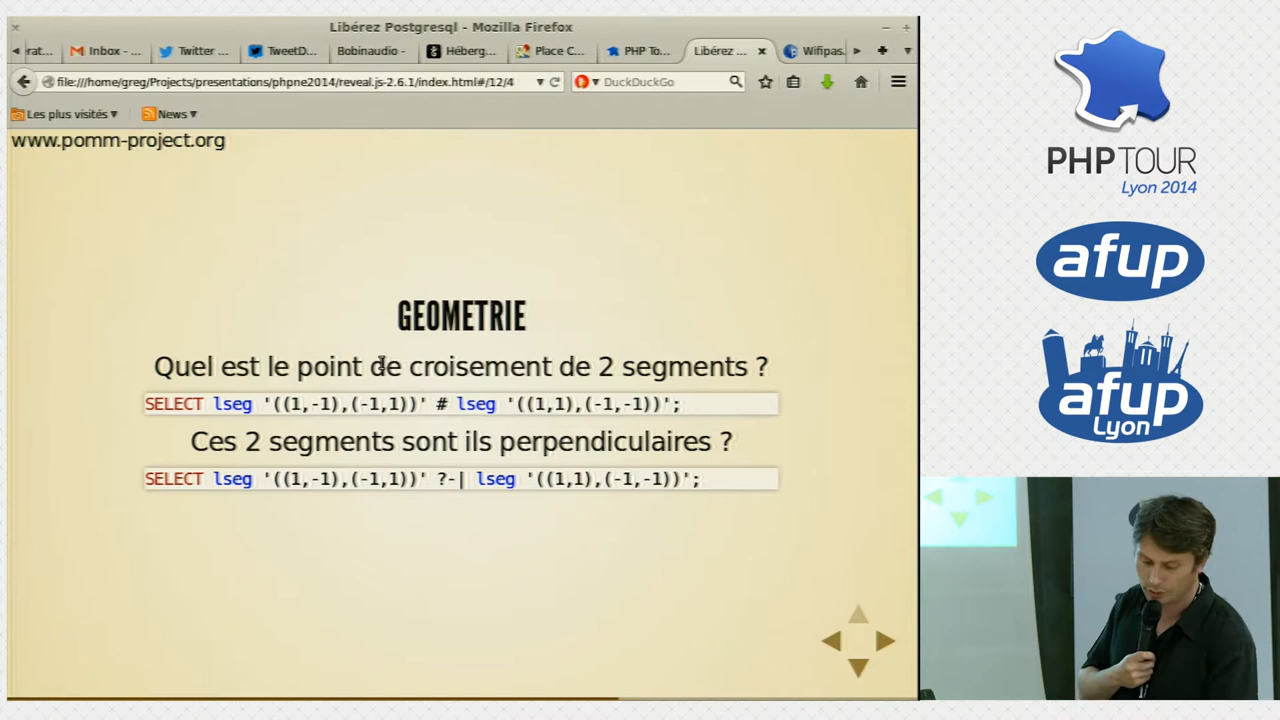 Libérez Postgresql - Mozilla Firefox
rat...
Inbox - ...
Twitter ...
TweetD...
Bobinaudio -
Héberg...
Place C...
PHP To...
Libérez ...
Wifipas.
file:///home/greg/Projects/presentations/phpne2014/reveal.js-2.6.1/index.html#/12/4
DuckDuckGo
Les plus visités
News
www.pomm-project.org
GEOMETRIE
Quel est le point de croisement de 2 segments ?
SELECT lseg '((1,-1),(-1,1))' # lseg '((1,1),(-1,-1))';
Ces 2 segments sont ils perpendiculaires ?
SELECT lseg '((1,-1),(-1,1))' ?-| lseg '((1,1),(-1,-1))';
PHP TOUR
Lyon 2014
afup
afup
Lyon